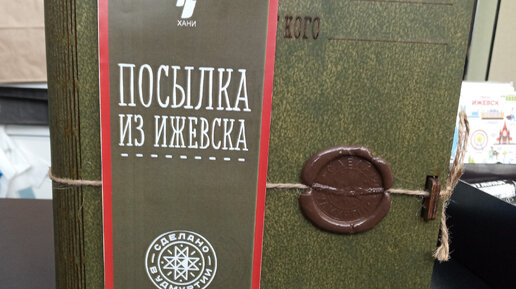 ХАНИ
кого
ПОСЫЛКА
ИЗ ИЖЕВСКА
СДЕЛАНО
В УДМУРТИИ
ИЖЕВСК